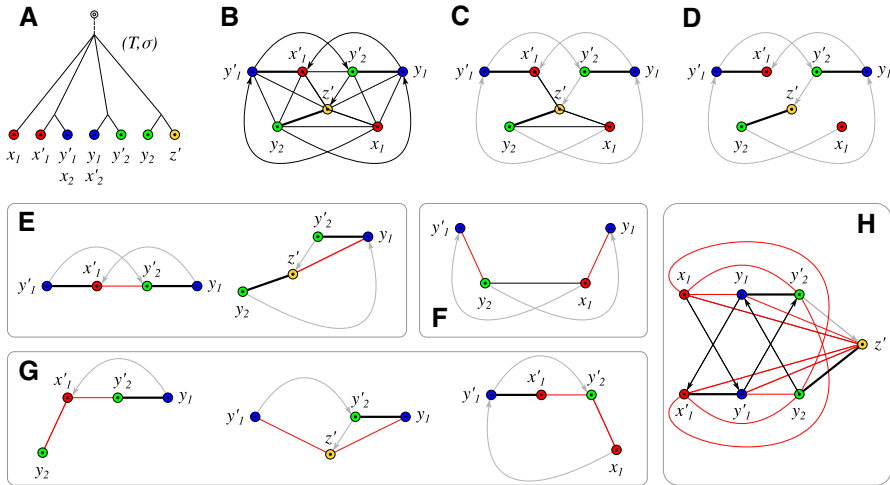 A
(T,σ)
x₁ x'₁ y'₁ y₁ y'₂ y₂ z'
x₂ x'₂
B
x'₁ y'₂
y'₁ y₁
z'
y₂ x₁
C
x'₁ y'₂
y'₁ y₁
z'
y₂ x₁
D
x'₁ y'₂
y'₁ y₁
z'
y₂ x₁
E
y'₁ x'₁ y'₂ y₁
y'₂ y₁
z'
y₂
F
y'₁ y₁
y₂ x₁
G
x'₁ y'₂ y₁
y₂
y'₁ y'₂ y₁
z'
y'₁ x'₁ y'₂
x₁
H
x₁ y₁ y'₂
z'
x'₁ y'₁ y₂